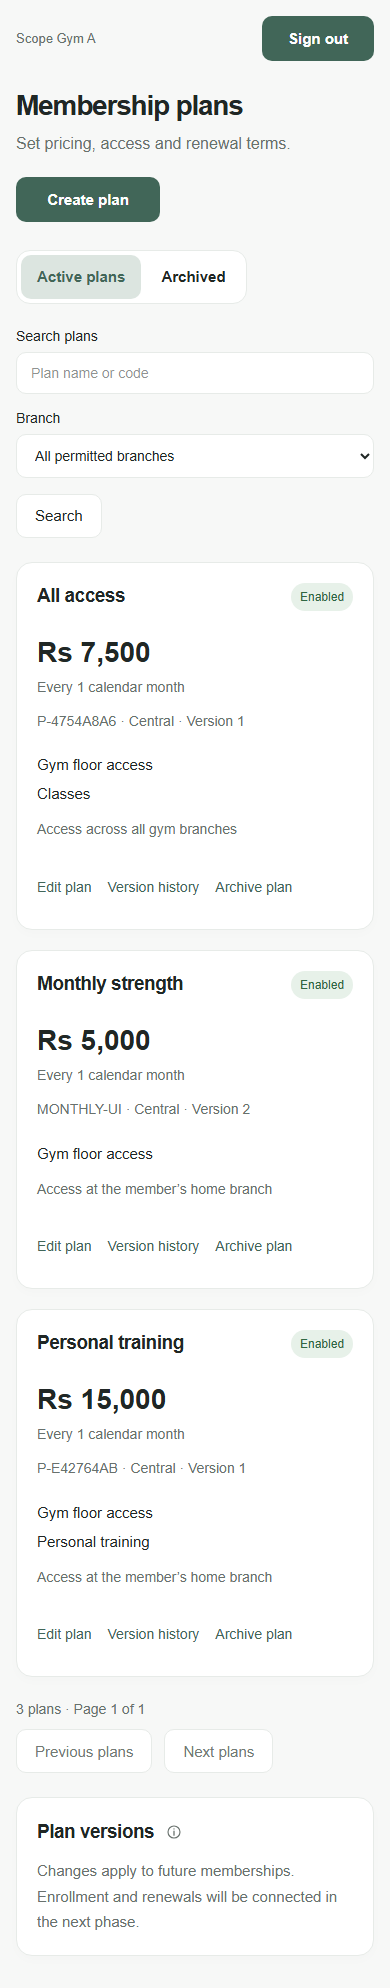 Scope Gym A
Sign out
Membership plans
Set pricing, access and renewal terms.
Create plan
Active plans
Archived
Search plans
Plan name or code
Branch
All permitted branches
Search
All access
Enabled
Rs 7,500
Every 1 calendar month
P-4754A8A6 · Central · Version 1
Gym floor access
Classes
Access across all gym branches
Edit plan Version history Archive plan
Monthly strength
Enabled
Rs 5,000
Every 1 calendar month
MONTHLY-UI · Central · Version 2
Gym floor access
Access at the member’s home branch
Edit plan Version history Archive plan
Personal training
Enabled
Rs 15,000
Every 1 calendar month
P-E42764AB · Central · Version 1
Gym floor access
Personal training
Access at the member’s home branch
Edit plan Version history Archive plan
3 plans · Page 1 of 1
Previous plans
Next plans
Plan versions
Changes apply to future memberships.
Enrollment and renewals will be connected in
the next phase.